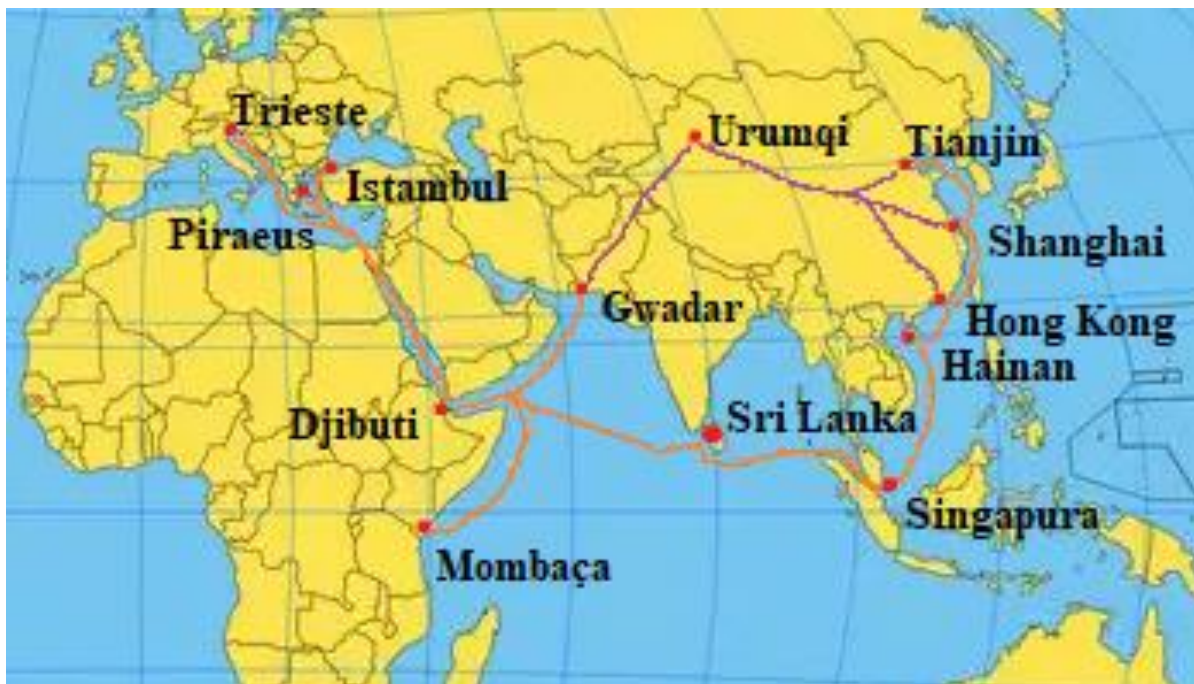 Trieste
Urumqi
Tianjin
Istambul
Piraeus
Shanghai
Gwadar
Hong Kong
Hainan
Djibuti
Sri Lanka
Singapura
Mombaça